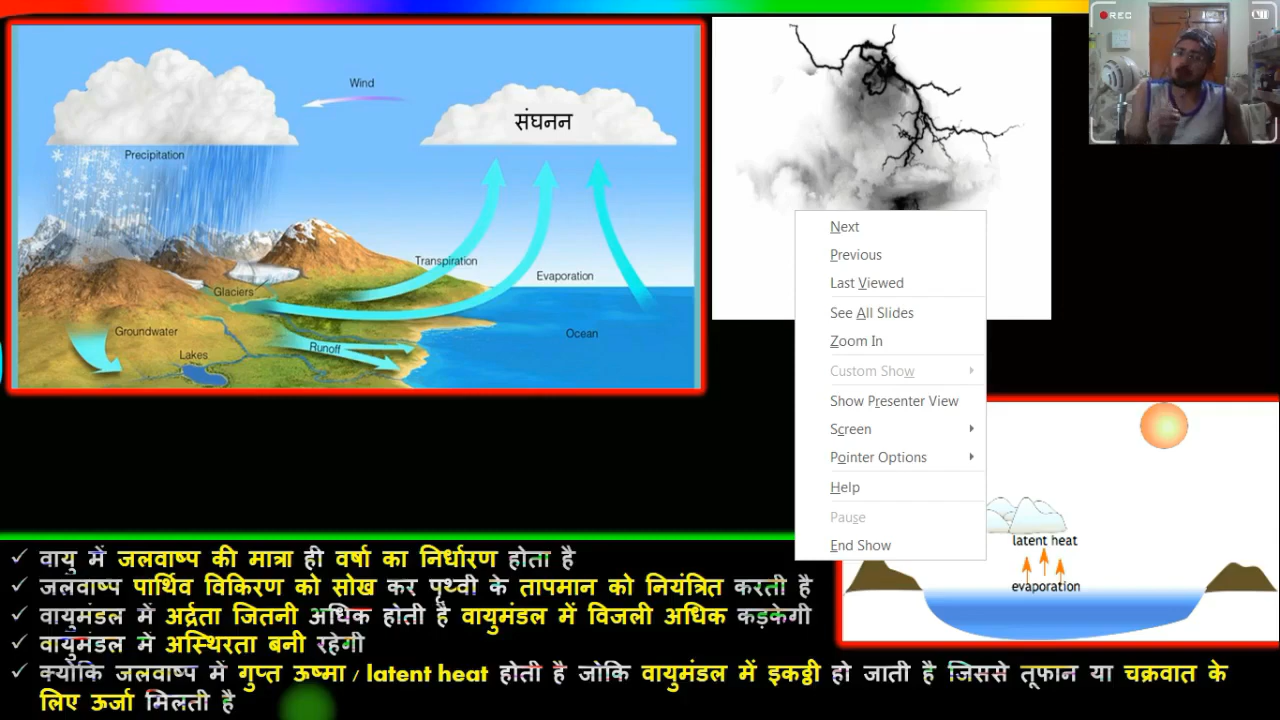 REC
Wind
संघनन
Precipitation
Transpiration
Evaporation
Glaciers
Groundwater
Ocean
Runoff
Lakes
Next
Previous
Last Viewed
See All Slides
Zoom In
Custom Show
Show Presenter View
Screen
Pointer Options
Help
Pause
End Show
latent heat
evaporation
✓ वायु में जलवाष्प की मात्रा ही वर्षा का निर्धारण होता है
✓ जलवाष्प पार्थिव विकिरण को सोख कर पृथ्वी के तापमान को नियंत्रित करती है
✓ वायुमंडल में अर्द्रता जितनी अधिक होती है वायुमंडल में विजली अधिक कड़केगी
✓ वायुमंडल में अस्थिरता बनी रहेगी
✓ क्योंकि जलवाष्प में गुप्त ऊष्मा / latent heat होती है जोकि वायुमंडल में इकठ्ठी हो जाती है जिससे तूफान या चक्रवात के
लिए ऊर्जा मिलती है